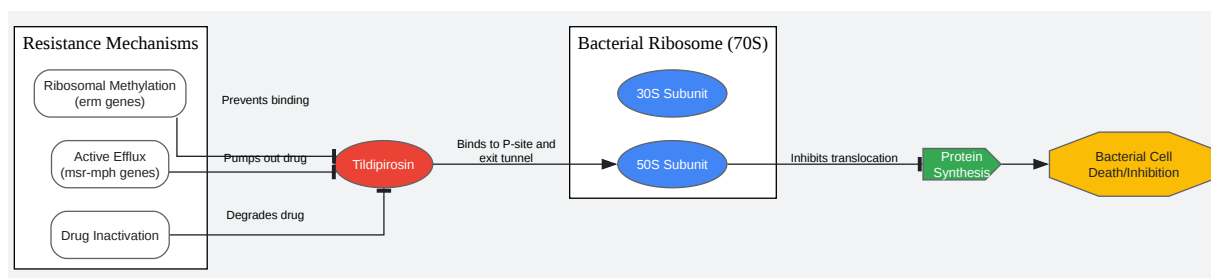 Resistance Mechanisms
Ribosomal Methylation
(erm genes)
Active Efflux
(msr-mph genes)
Drug Inactivation
Prevents binding
Pumps out drug
Degrades drug
Tildipirosin
Binds to P-site and
exit tunnel
Bacterial Ribosome (70S)
30S Subunit
50S Subunit
Inhibits translocation
Protein
Synthesis
Bacterial Cell
Death/Inhibition